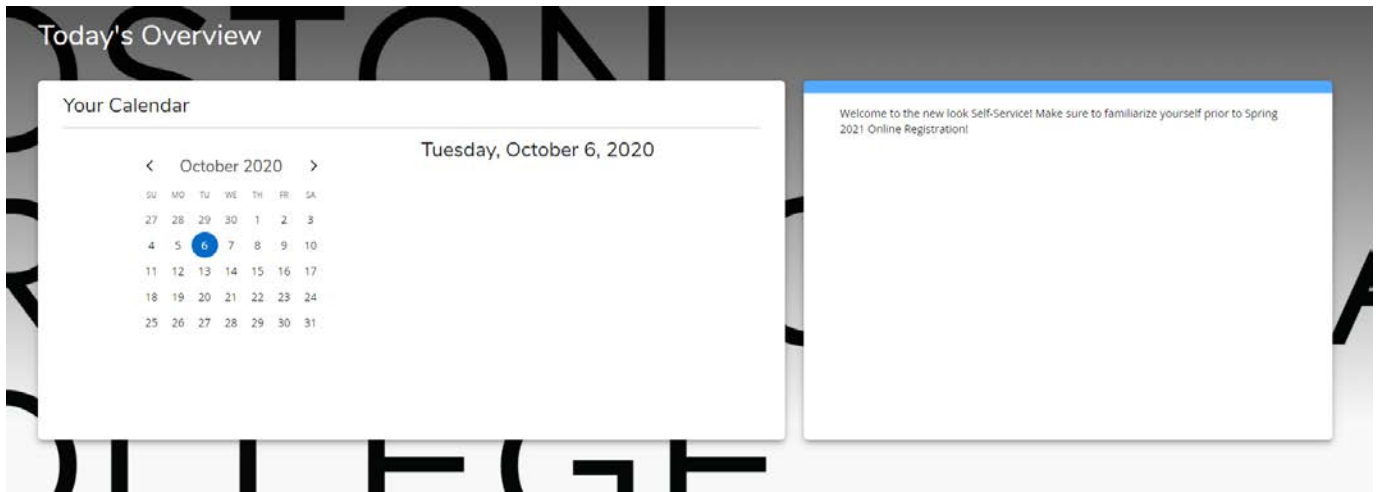 Today's Overview
Your Calendar
October 2020
SU MO TU WE TH FR SA
27 28 29 30 1 2 3
4 5 6 7 8 9 10
11 12 13 14 15 16 17
18 19 20 21 22 23 24
25 26 27 28 29 30 31
Tuesday, October 6, 2020
Welcome to the new look Self-Service! Make sure to familiarize yourself prior to Spring
2021 Online Registration!